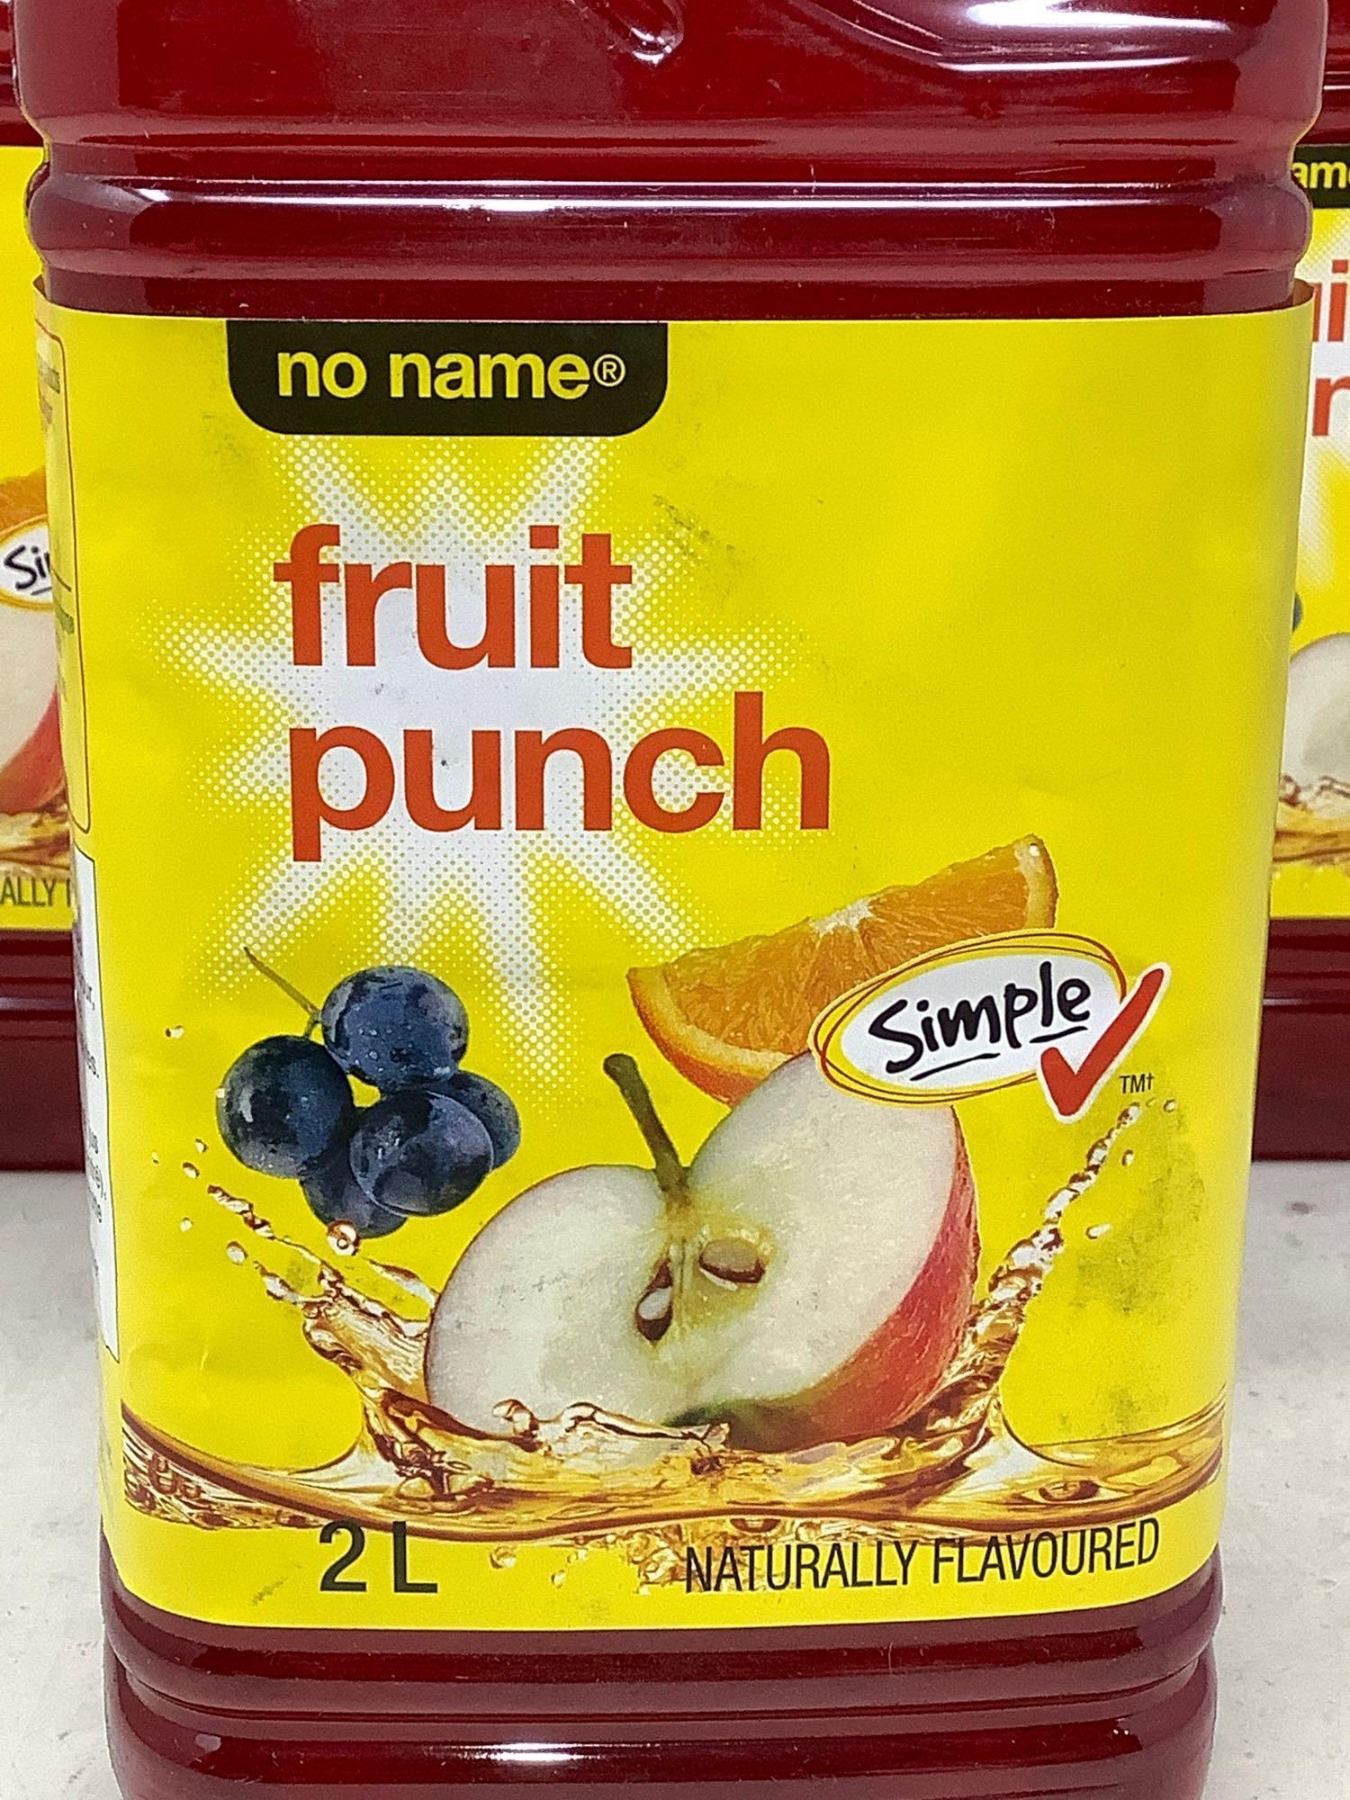 no name®
fruit
punch
Simple
TM†
2 L
NATURALLY FLAVOURED